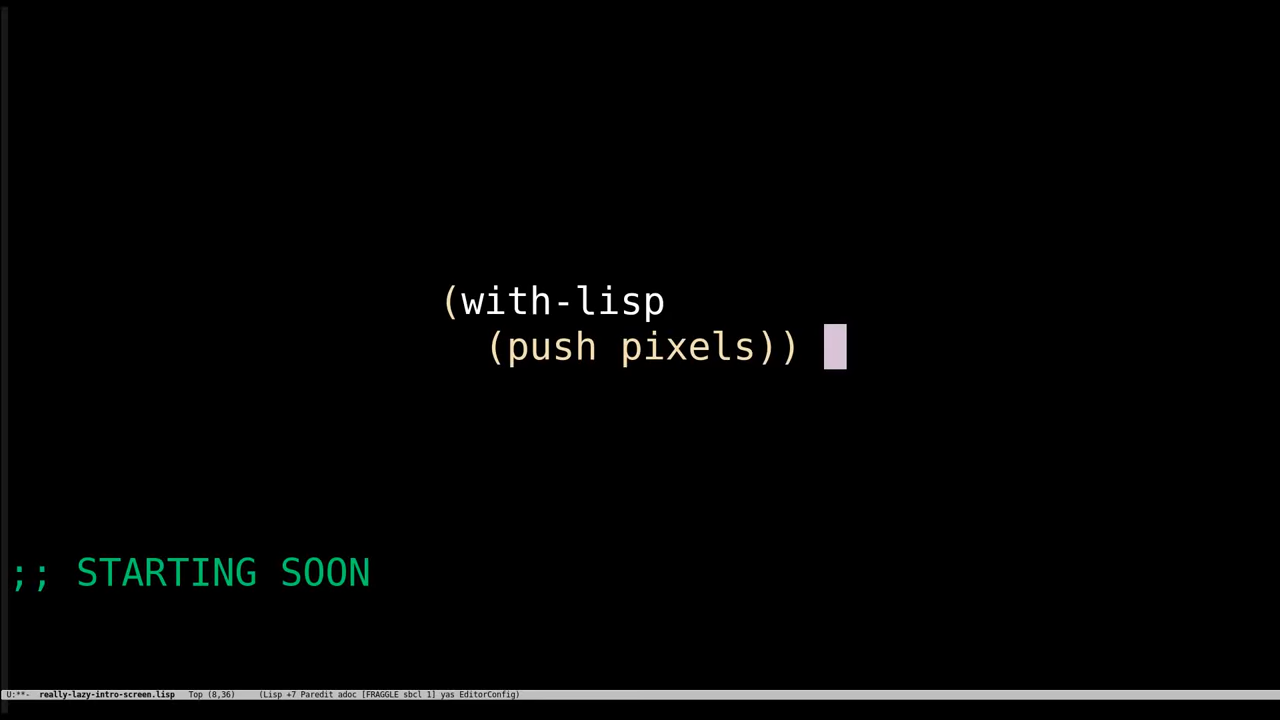 (with-lisp
(push pixels))
;; STARTING SOON
U:**- really-lazy-intro-screen.lisp Top (8,36) (Lisp +7 Paredit adoc [FRAGGLE sbcl 1] yas EditorConfig)